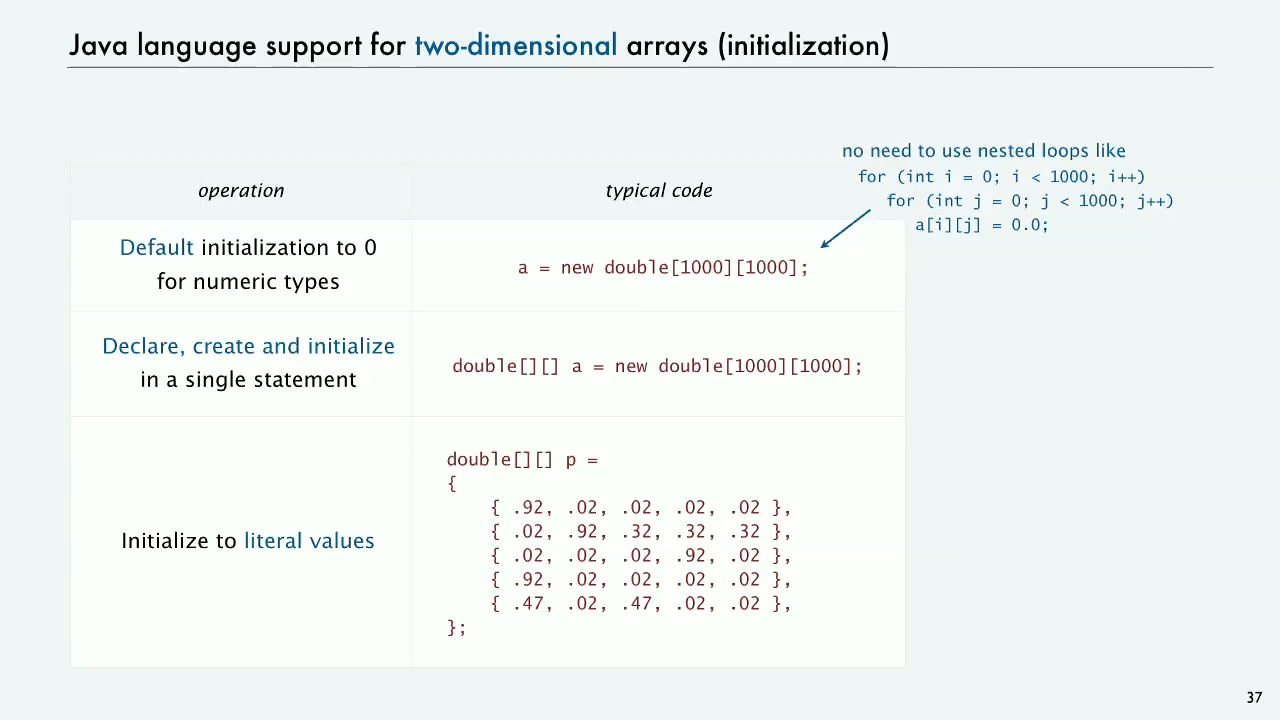 Java language support for two-dimensional arrays (initialization)
no need to use nested loops like
for (int i = 0; i < 1000; i++)
for (int j = 0; j < 1000; j++)
a[i][j] = 0.0;
operation
typical code
Default initialization to 0
for numeric types
a = new double[1000][1000];
Declare, create and initialize
in a single statement
double[][] a = new double[1000][1000];
Initialize to literal values
double[][] p =
{
{ .92, .02, .02, .02, .02 },
{ .02, .92, .32, .32, .32 },
{ .02, .02, .02, .92, .02 },
{ .92, .02, .02, .02, .02 },
{ .47, .02, .47, .02, .02 },
};
37